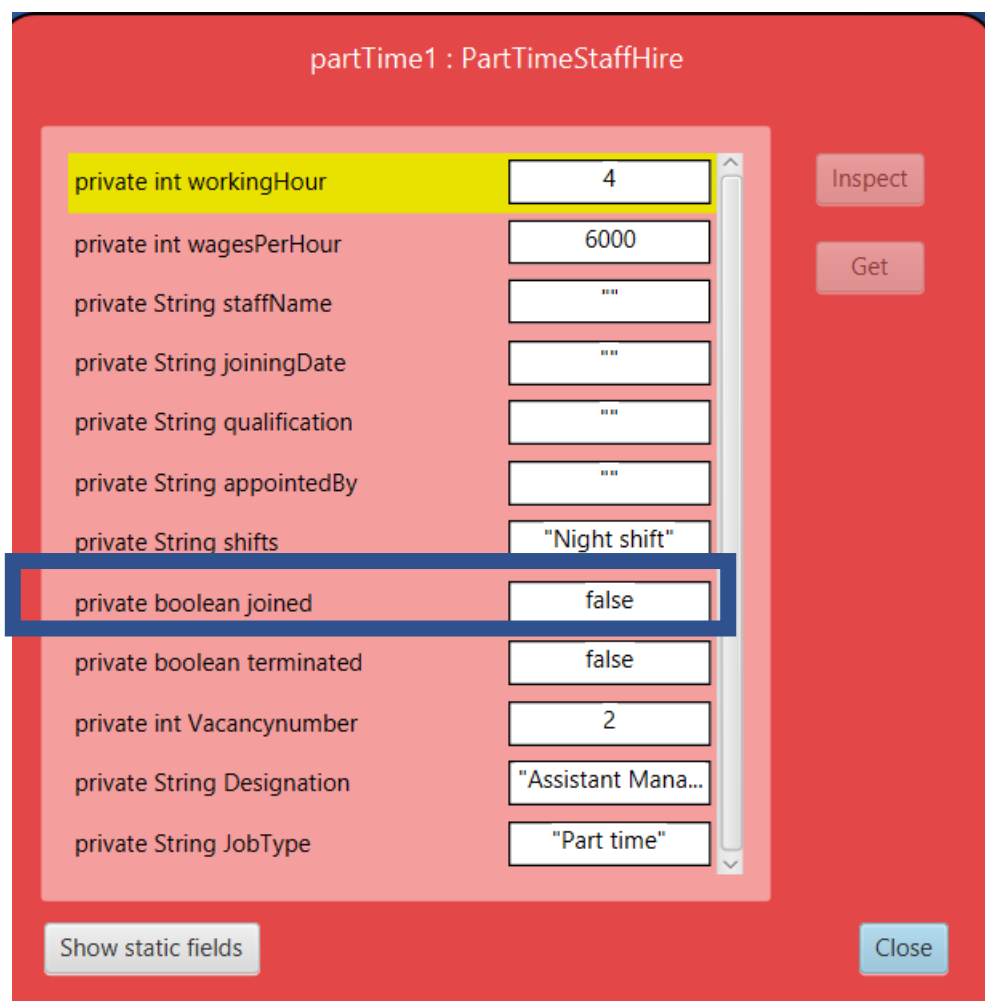 partTime1 : PartTimeStaffHire
private int workingHour 4
Inspect
private int wagesPerHour 6000
Get
private String staffName ""
private String joiningDate ""
private String qualification ""
private String appointedBy ""
private String shifts "Night shift"
private boolean joined false
private boolean terminated false
private int Vacancynumber 2
private String Designation "Assistant Mana...
private String JobType "Part time"
Show static fields
Close